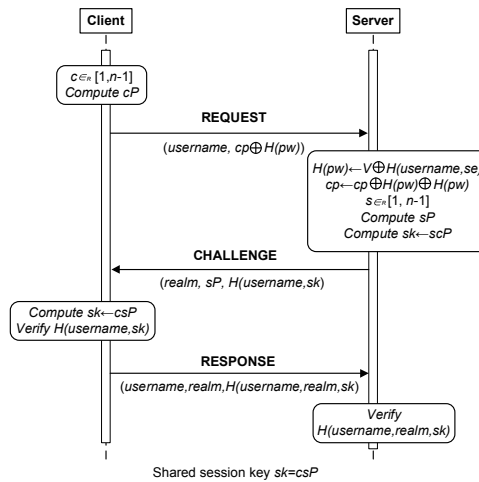 Client
Server
c∈R [1,n-1]
Compute cP
REQUEST
(username, cp⊕H(pw))
H(pw)←V⊕H(username,se)
cp←cp⊕H(pw)⊕H(pw)
s∈R[1, n-1]
Compute sP
Compute sk←scP
CHALLENGE
(realm, sP, H(username,sk)
Compute sk←csP
Verify H(username,sk)
RESPONSE
(username,realm,H(username,realm,sk)
Verify
H(username,realm,sk)
Shared session key sk=csP